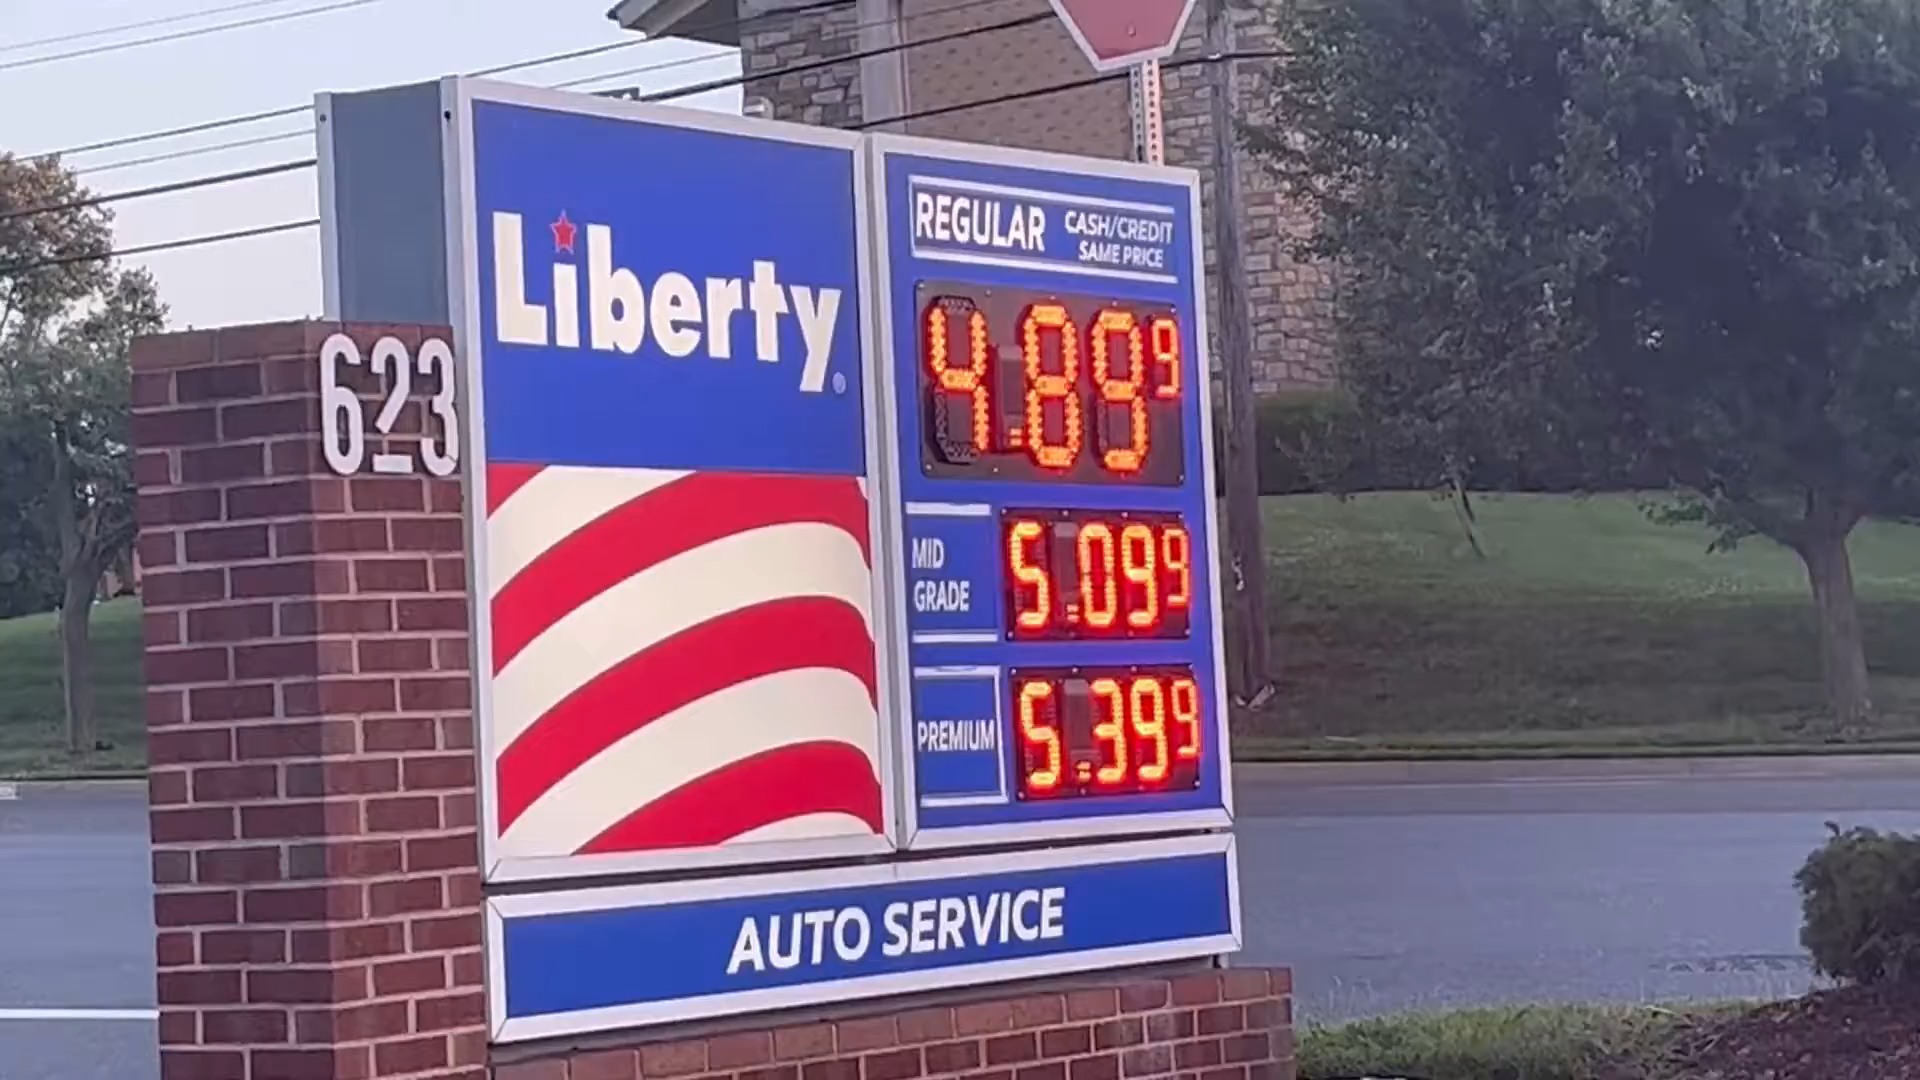 623
Liberty
REGULAR
CASH/CREDIT
SAME PRICE
4.899
MID
GRADE
5.099
PREMIUM
5.399
AUTO SERVICE